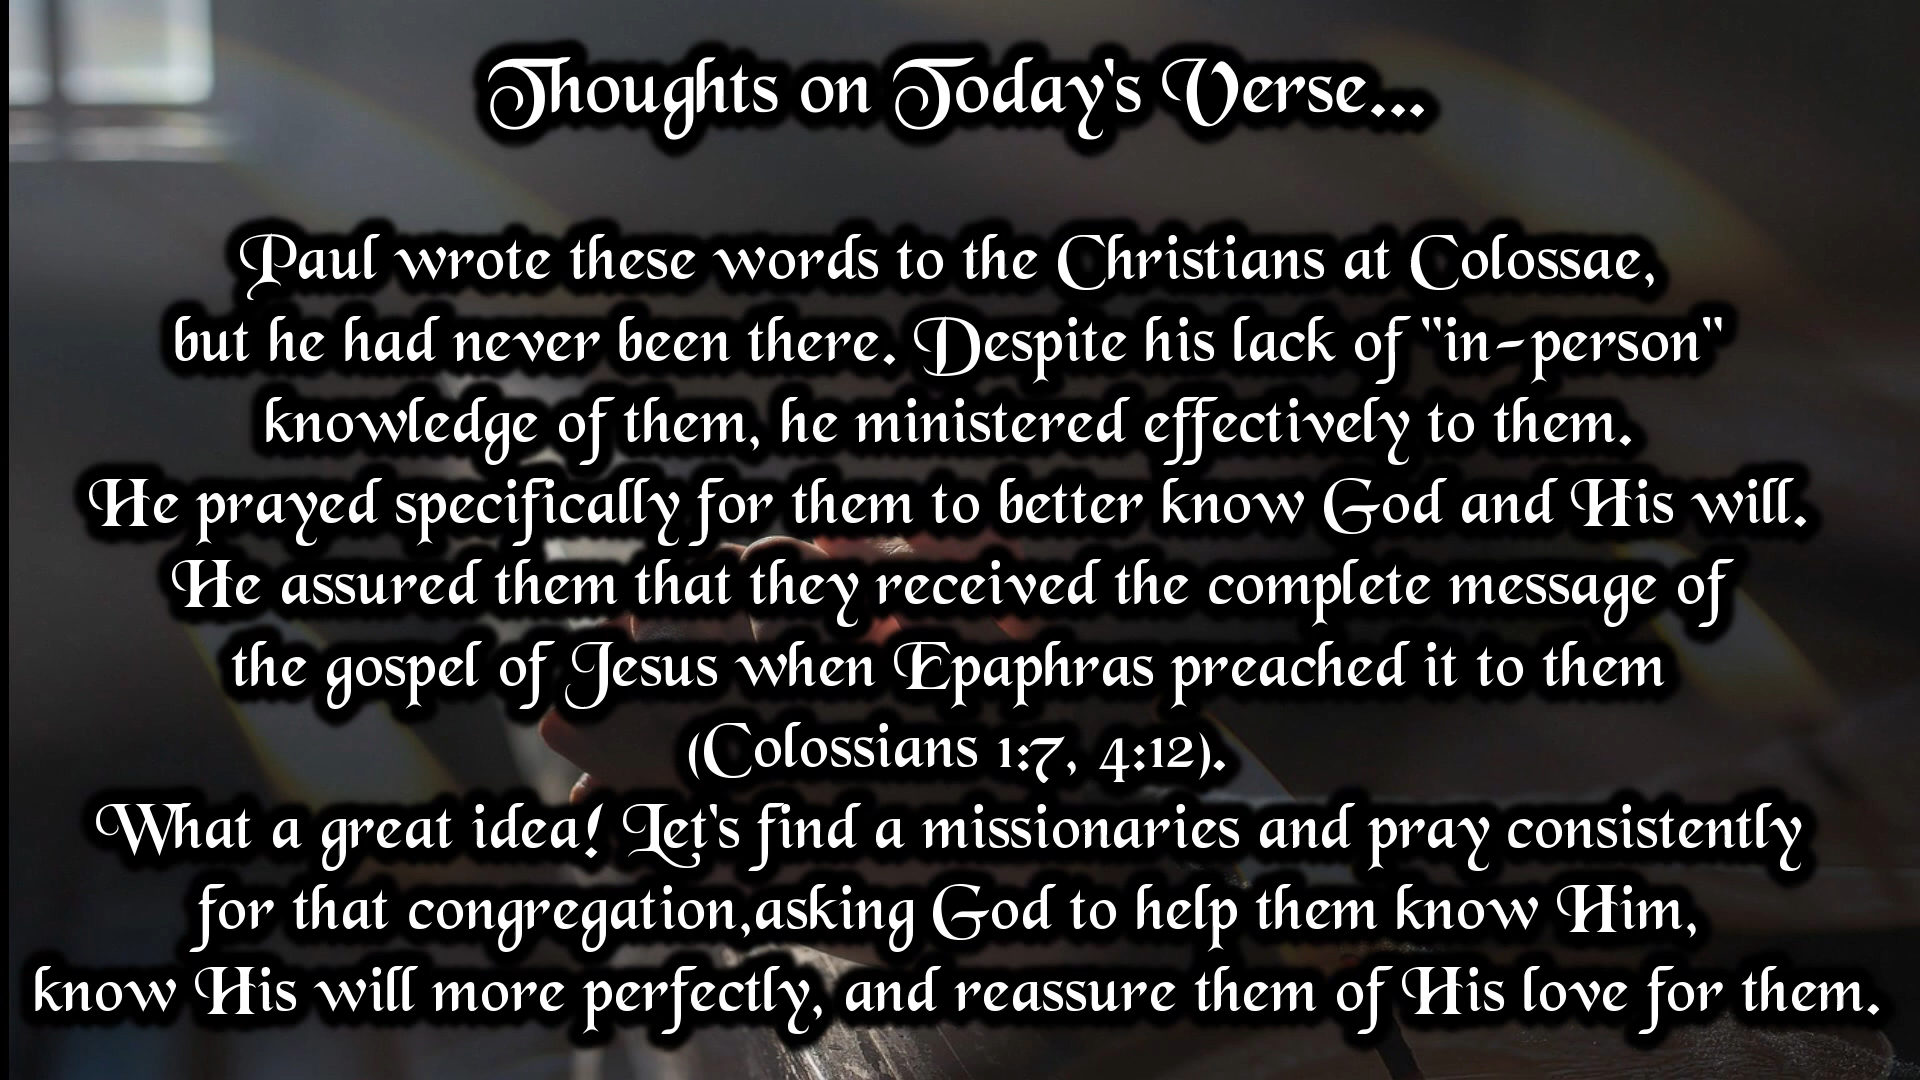 Thoughts on Today's Verse...
Paul wrote these words to the Christians at Colossae,
but he had never been there. Despite his lack of "in-person"
knowledge of them, he ministered effectively to them.
He prayed specifically for them to better know God and His will.
He assured them that they received the complete message of
the gospel of Jesus when Epaphras preached it to them
(Colossians 1:7, 4:12).
What a great idea! Let's find a missionaries and pray consistently
for that congregation,asking God to help them know Him,
know His will more perfectly, and reassure them of His love for them.